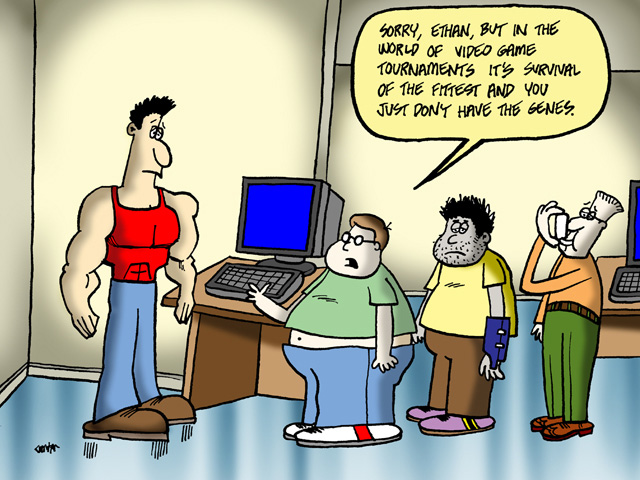 SORRY, ETHAN, BUT IN THE
WORLD OF VIDEO GAME
TOURNAMENTS IT'S SURVIVAL
OF THE FITTEST AND YOU
JUST DON'T HAVE THE GENES.